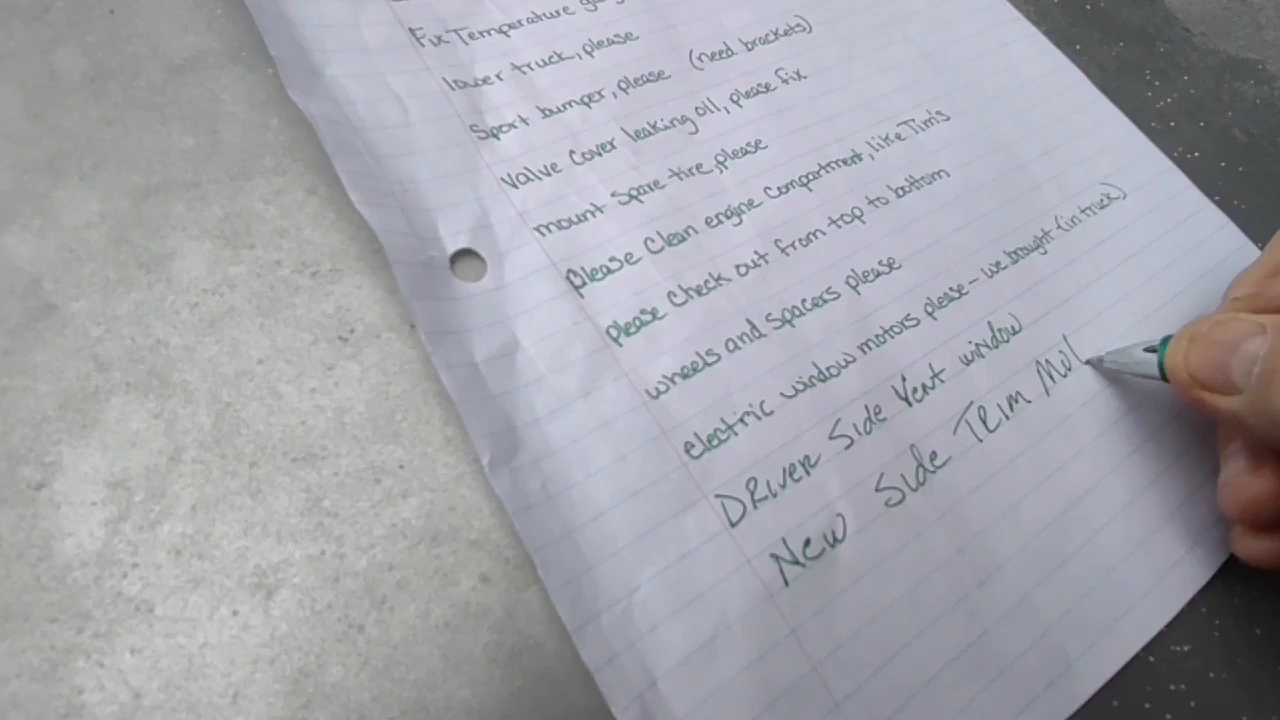 Fix Temperature
lower truck, please
Sport bumper, please (need brackets)
Valve Cover leaking oil, please fix
mount spare tire, please
Please Clean engine compartment, like Tim's
please Check out from top to bottom
wheels and spacers please
electric window motors please - we brought (in truck)
DRiveR Side Vent window
New Side TRim Mol